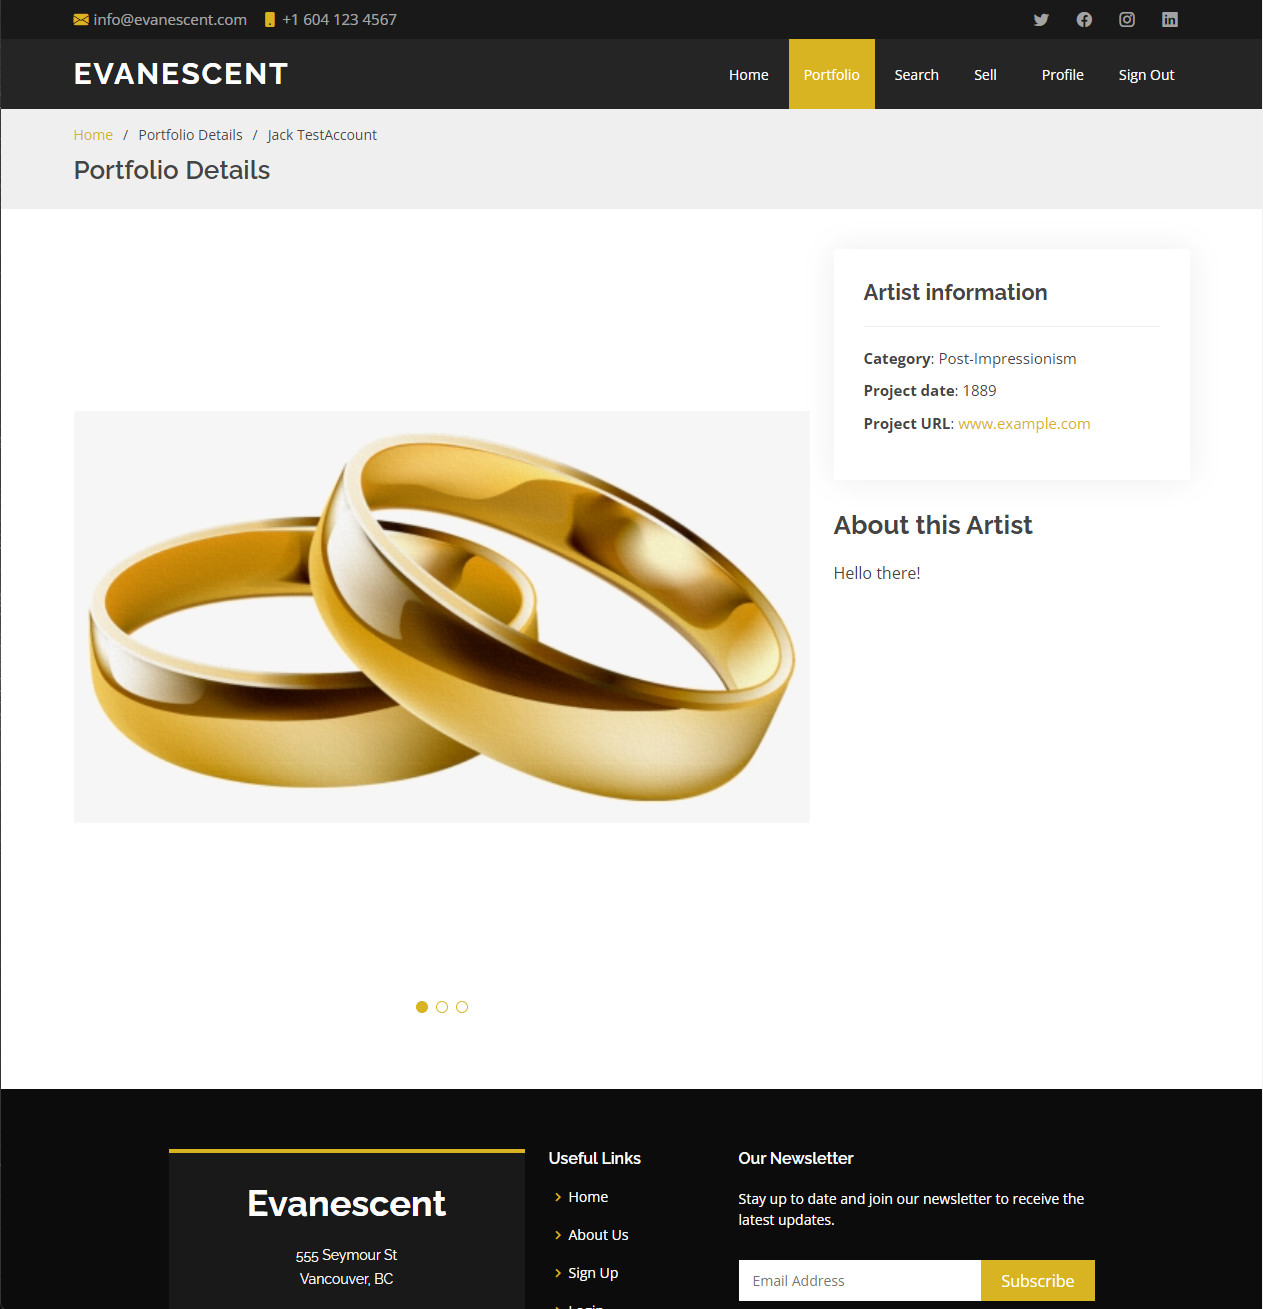 info@evanescent.com +1 604 123 4567
EVANESCENT
Home Portfolio Search Sell Profile Sign Out
Home / Portfolio Details / Jack TestAccount
Portfolio Details
Artist information
Category: Post-Impressionism
Project date: 1889
Project URL: www.example.com
About this Artist
Hello there!
Evanescent
555 Seymour St
Vancouver, BC
Useful Links
Home
About Us
Sign Up
Login
Our Newsletter
Stay up to date and join our newsletter to receive the
latest updates.
Email Address Subscribe